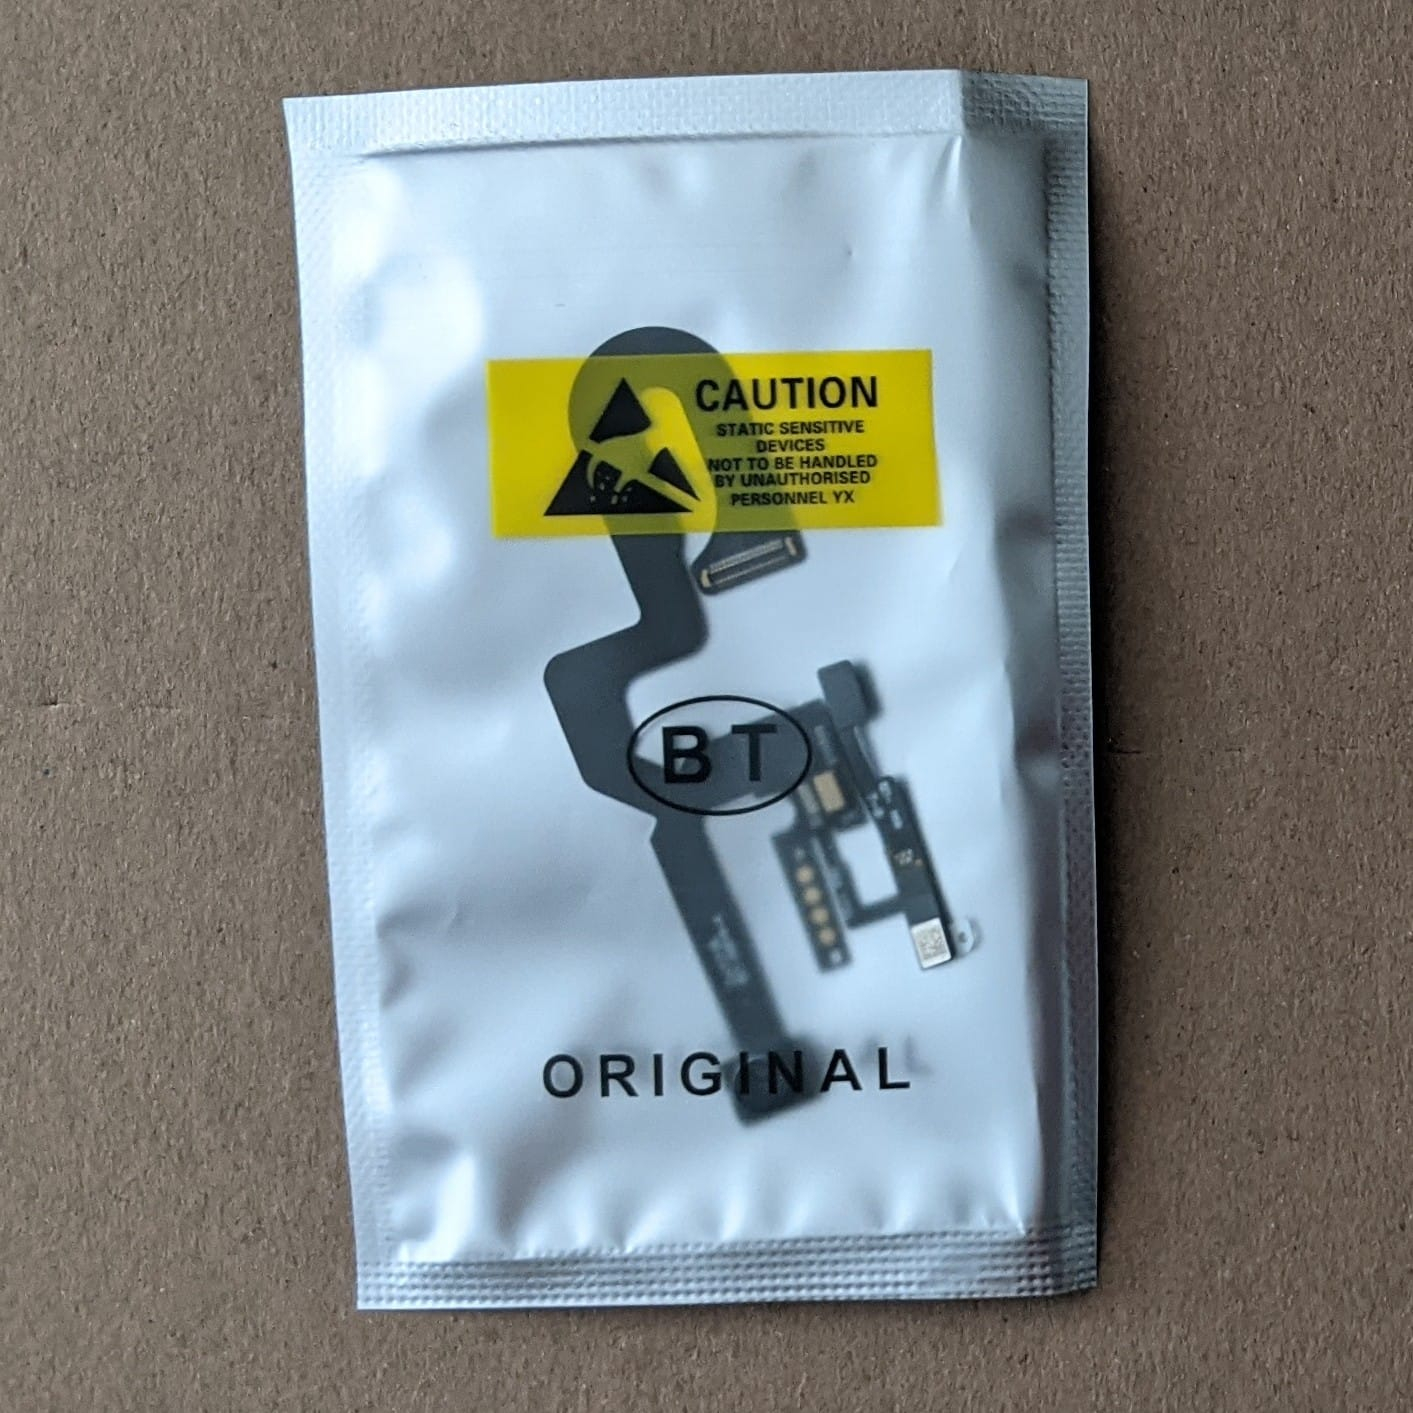 CAUTION
STATIC SENSITIVE
DEVICES
NOT TO BE HANDLED
BY UNAUTHORISED
PERSONNEL YX
BT
ORIGINAL